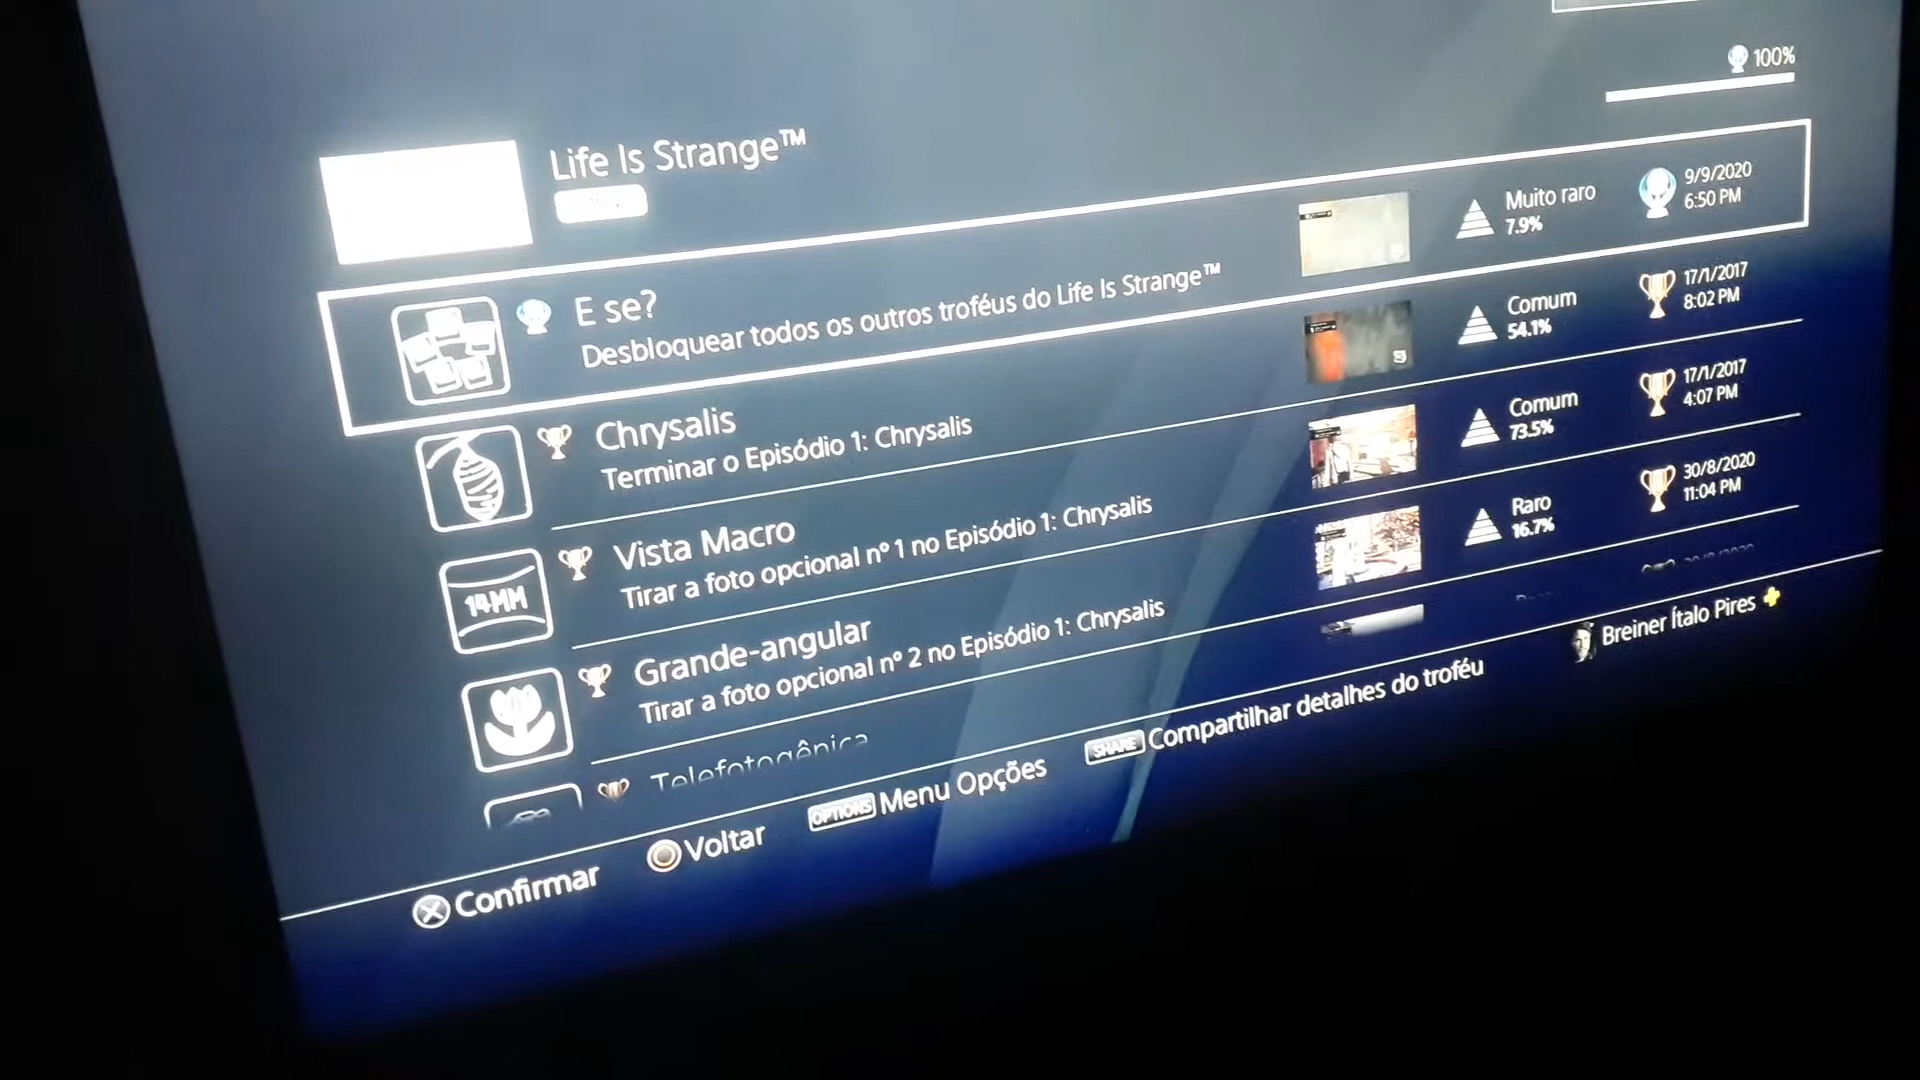 100%
Life Is Strange™
E se?
Desbloquear todos os outros troféus do Life Is Strange™
Muito raro
7.9%
9/9/2020
6:50 PM
Chrysalis
Terminar o Episódio 1: Chrysalis
Comum
54.1%
17/1/2017
8:02 PM
14MM
Vista Macro
Tirar a foto opcional nº 1 no Episódio 1: Chrysalis
Comum
73.5%
17/1/2017
4:07 PM
Grande-angular
Tirar a foto opcional nº 2 no Episódio 1: Chrysalis
Raro
16.7%
30/8/2020
11:04 PM
Telefotogênica
Breiner Ítalo Pires
Confirmar
Voltar
OPTIONS Menu Opções
SHARE Compartilhar detalhes do troféu